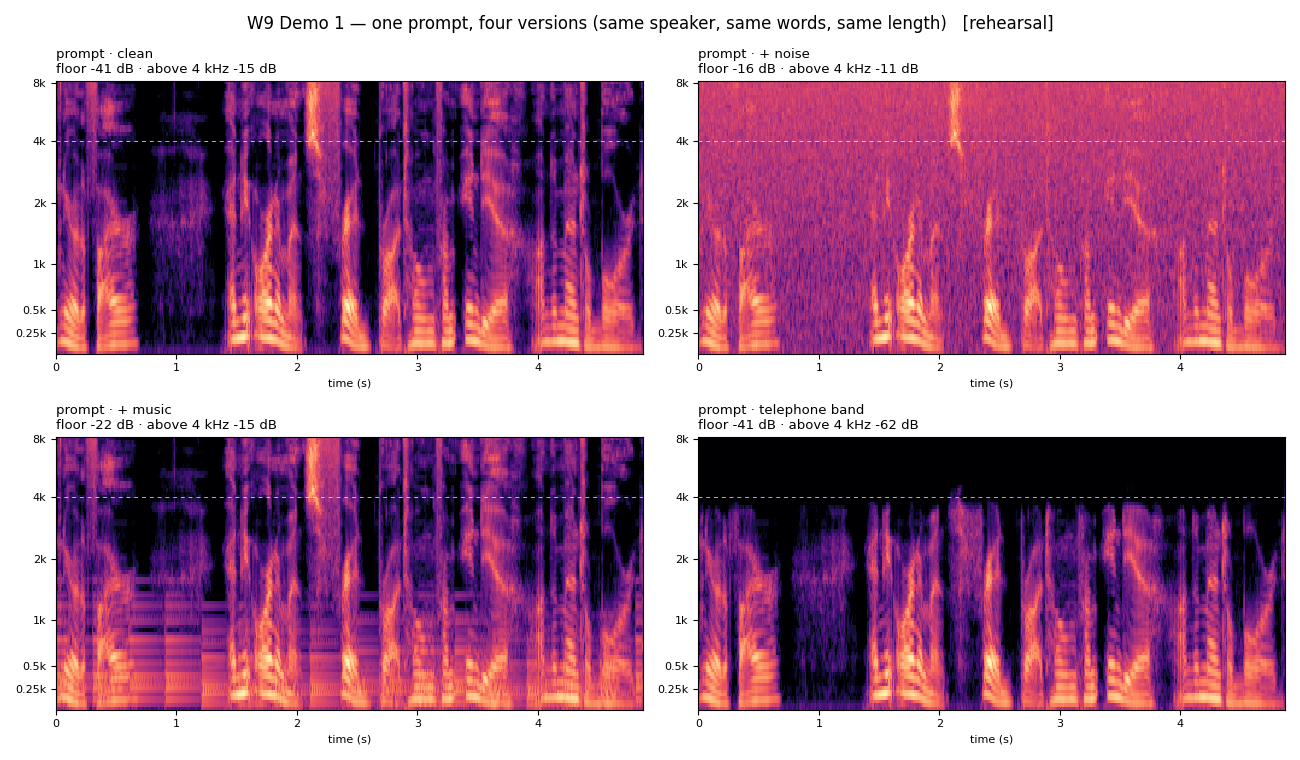 W9 Demo 1 — one prompt, four versions (same speaker, same words, same length)   [rehearsal]
prompt · clean
floor -41 dB · above 4 kHz -15 dB
8k
4k
2k
1k
0.5k
0.25k
0 1 2 3 4
time (s)
prompt · + noise
floor -16 dB · above 4 kHz -11 dB
8k
4k
2k
1k
0.5k
0.25k
0 1 2 3 4
time (s)
prompt · + music
floor -22 dB · above 4 kHz -15 dB
8k
4k
2k
1k
0.5k
0.25k
0 1 2 3 4
time (s)
prompt · telephone band
floor -41 dB · above 4 kHz -62 dB
8k
4k
2k
1k
0.5k
0.25k
0 1 2 3 4
time (s)